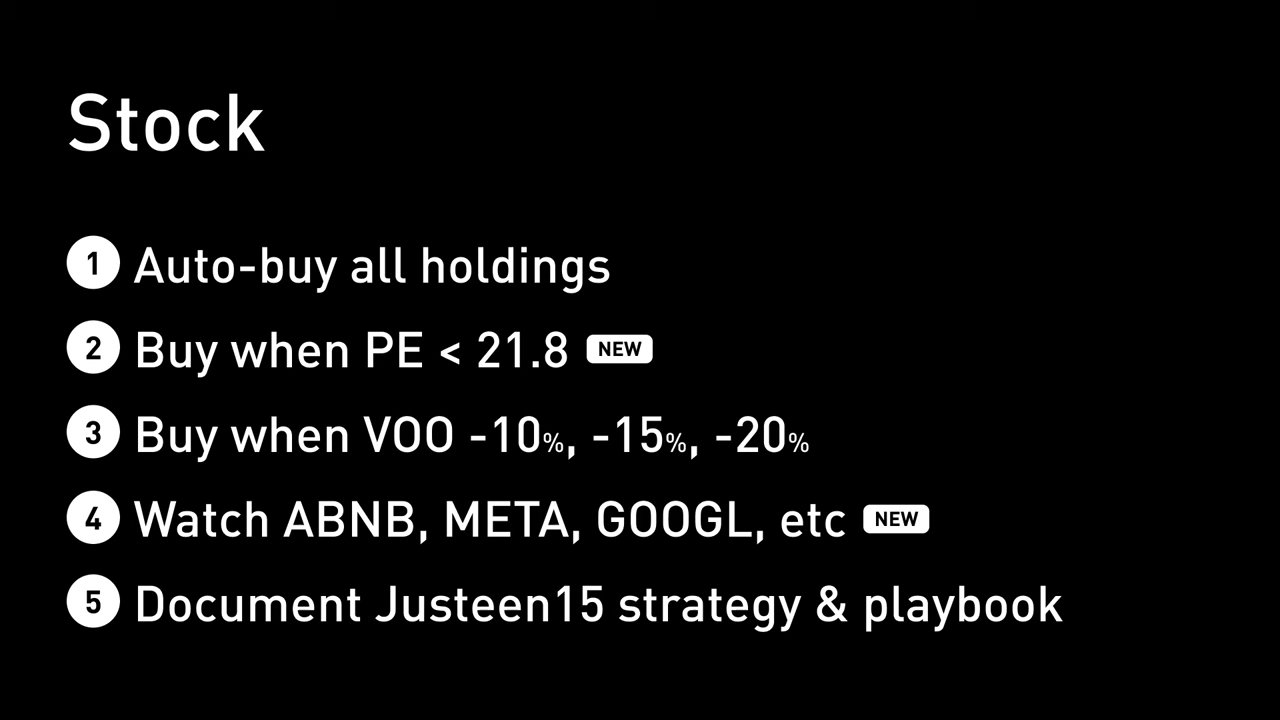 Stock
1 Auto-buy all holdings
2 Buy when PE < 21.8 NEW
3 Buy when VOO -10%, -15%, -20%
4 Watch ABNB, META, GOOGL, etc NEW
5 Document Justeen15 strategy & playbook